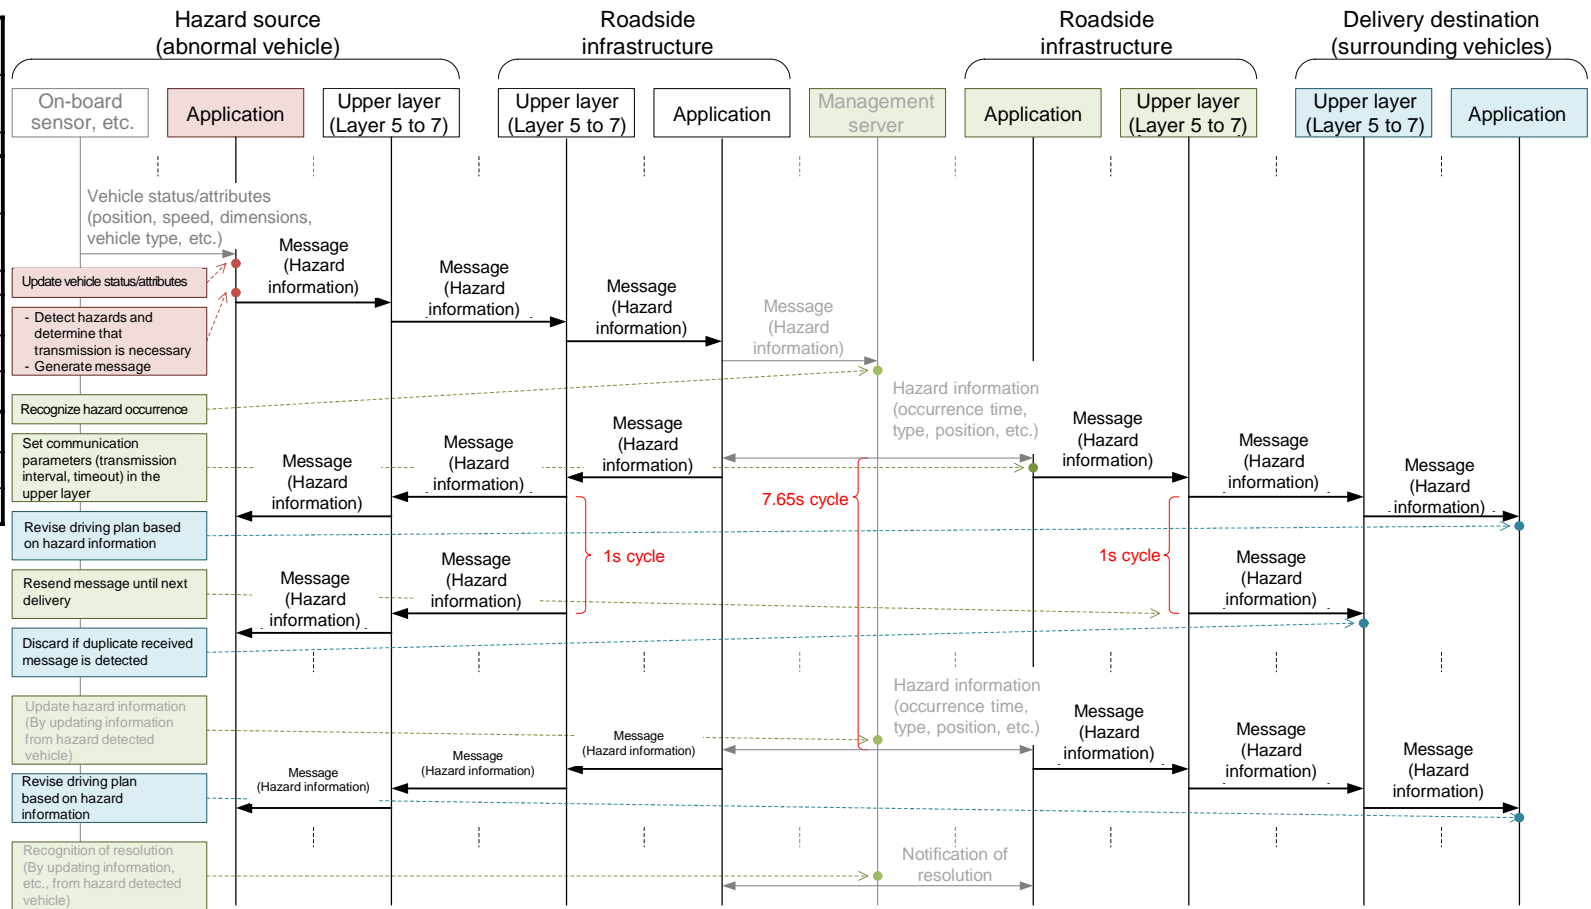 Hazard source
(abnormal vehicle)
Roadside
infrastructure
Roadside
infrastructure
Delivery destination
(surrounding vehicles)
On-board
sensor, etc.
Application
Upper layer
(Layer 5 to 7)
Upper layer
(Layer 5 to 7)
Application
Management
server
Application
Upper layer
(Layer 5 to 7)
Upper layer
(Layer 5 to 7)
Application
Vehicle status/attributes
(position, speed, dimensions,
vehicle type, etc.)
Message
(Hazard
information)
Message
(Hazard
information)
Message
(Hazard
information)
Message
(Hazard
information)
Update vehicle status/attributes
- Detect hazards and
determine that
transmission is necessary
- Generate message
Recognize hazard occurrence
Hazard information
(occurrence time,
type, position, etc.)
Set communication
parameters (transmission
interval, timeout) in the
upper layer
Message
(Hazard
information)
Message
(Hazard
information)
Message
(Hazard
information)
Message
(Hazard
information)
Message
(Hazard
information)
Message
(Hazard
information)
7.65s cycle
Revise driving plan based
on hazard information
1s cycle
1s cycle
Resend message until next
delivery
Message
(Hazard
information)
Message
(Hazard
information)
Message
(Hazard
information)
Discard if duplicate received
message is detected
Update hazard information
(By updating information
from hazard detected
vehicle)
Hazard information
(occurrence time,
type, position, etc.)
Message
(Hazard information)
Message
(Hazard information)
Message
(Hazard information)
Message
(Hazard
information)
Message
(Hazard
information)
Message
(Hazard
information)
Revise driving plan
based on hazard
information
Recognition of resolution
(By updating information,
etc., from hazard detected
vehicle)
Notification of
resolution